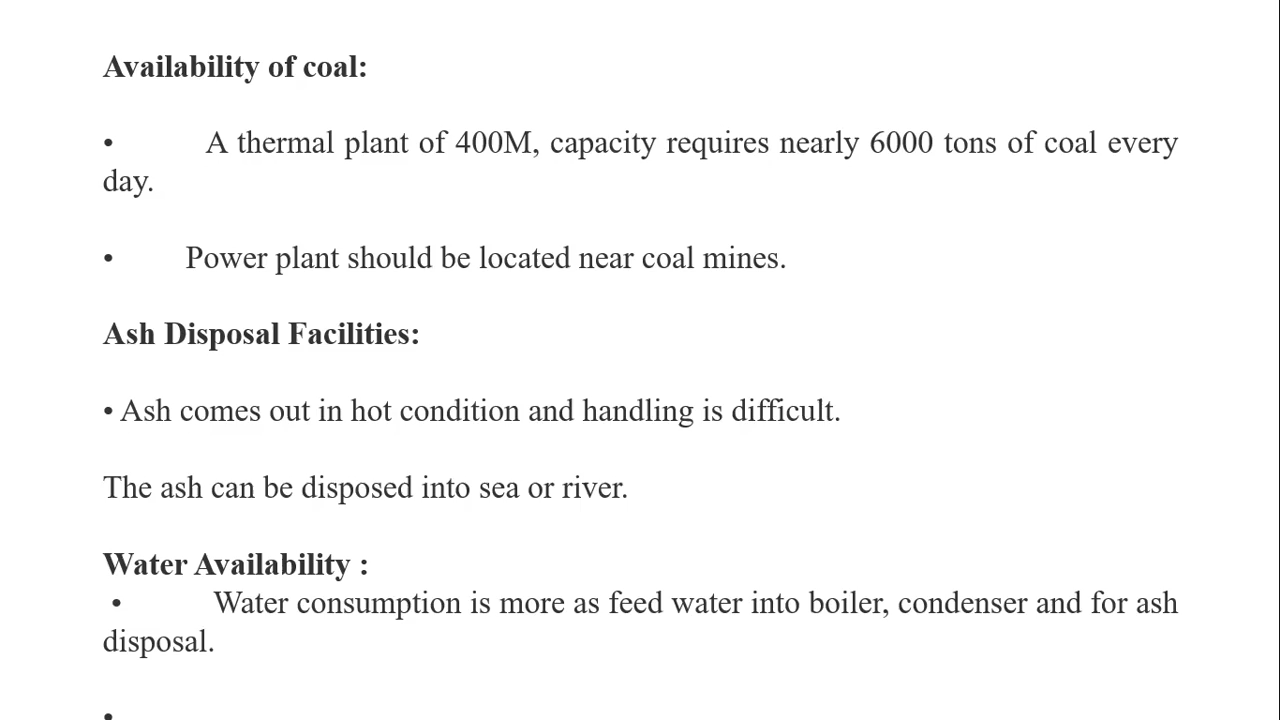 Availability of coal:
• A thermal plant of 400M, capacity requires nearly 6000 tons of coal every
day.
• Power plant should be located near coal mines.
Ash Disposal Facilities:
• Ash comes out in hot condition and handling is difficult.
The ash can be disposed into sea or river.
Water Availability :
• Water consumption is more as feed water into boiler, condenser and for ash
disposal.
•